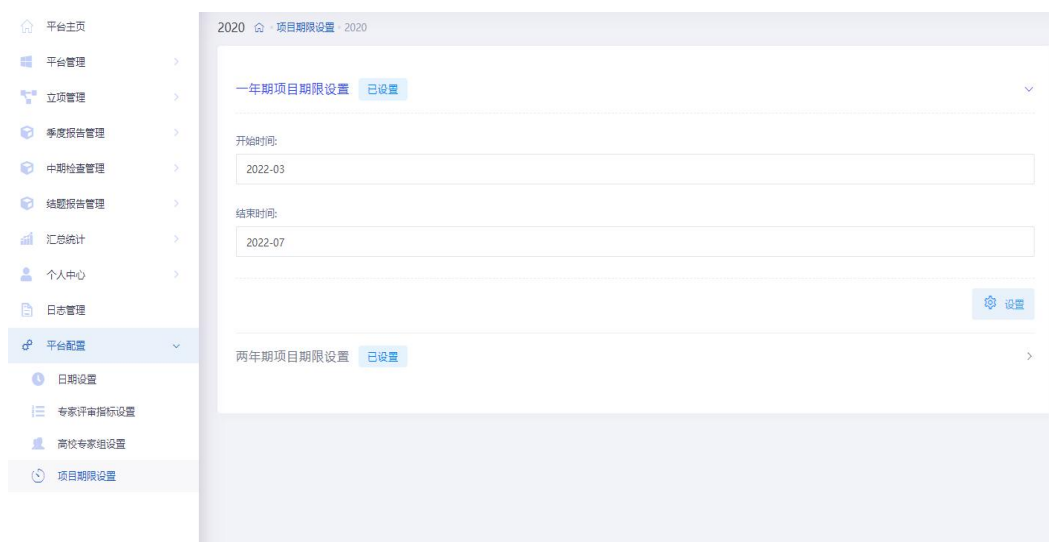 平台主页
平台管理
立项管理
季度报告管理
中期检查管理
结题报告管理
汇总统计
个人中心
日志管理
平台配置
日期设置
专家评审指标设置
高校专家组设置
项目期限设置
2020 - 项目期限设置 - 2020
一年期项目期限设置 已设置
开始时间:
2022-03
结束时间:
2022-07
设置
两年期项目期限设置 已设置